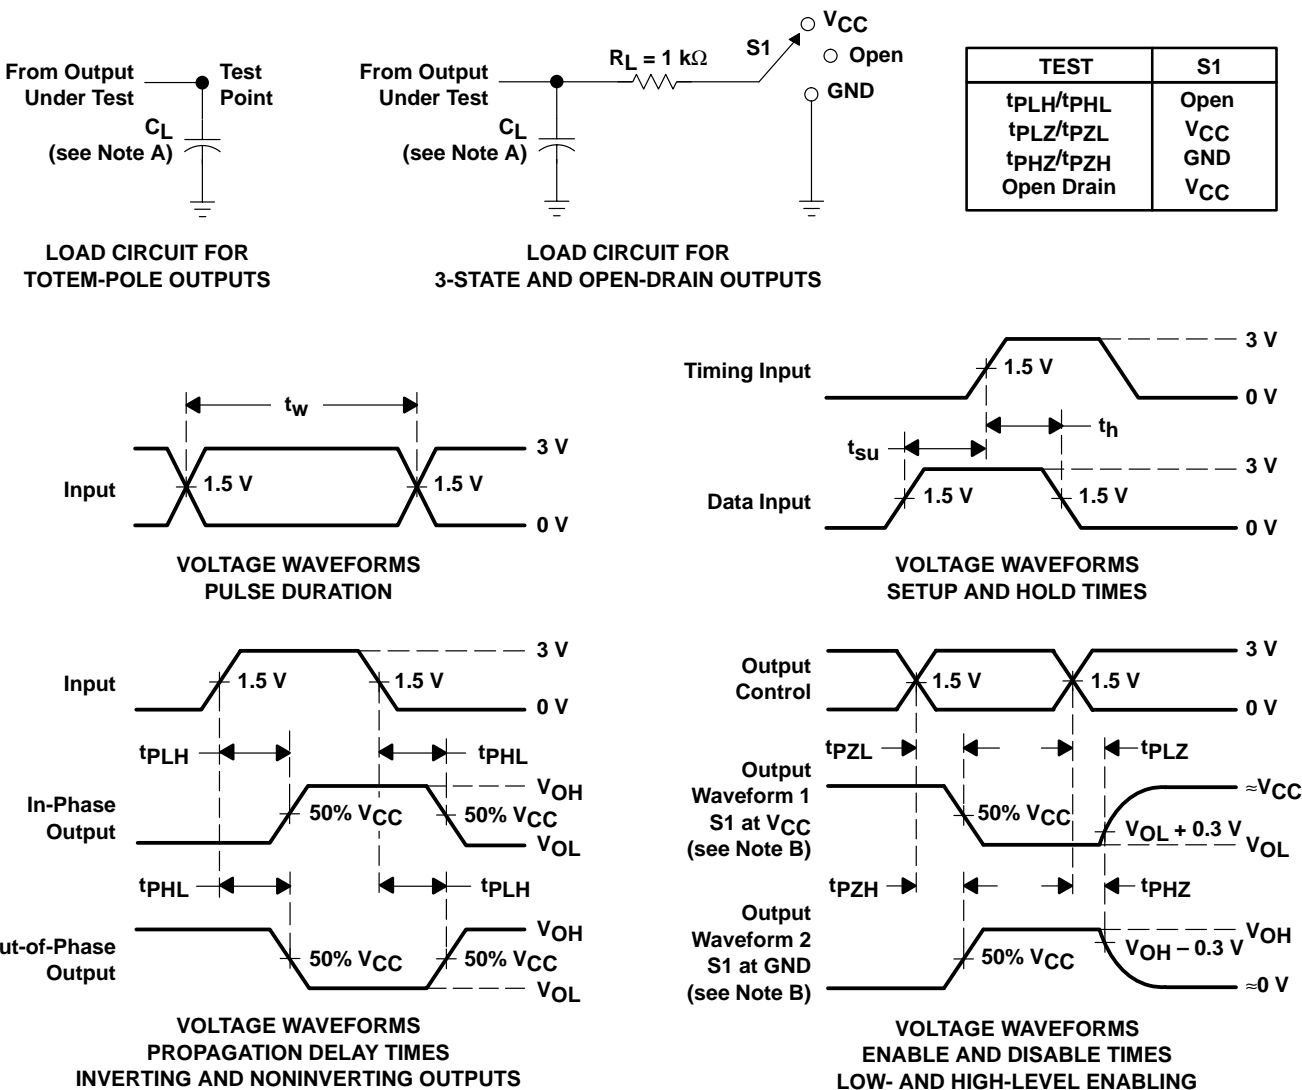 From Output
Under Test
Test
Point
CL
(see Note A)
LOAD CIRCUIT FOR
TOTEM-POLE OUTPUTS
From Output
Under Test
RL = 1 kΩ
S1
VCC
Open
GND
CL
(see Note A)
LOAD CIRCUIT FOR
3-STATE AND OPEN-DRAIN OUTPUTS
TEST S1
tPLH/tPHL Open
tPLZ/tPZL VCC
tPHZ/tPZH GND
Open Drain VCC
tw
Input
1.5 V
1.5 V
3 V
0 V
VOLTAGE WAVEFORMS
PULSE DURATION
Timing Input
1.5 V
3 V
0 V
tsu
th
Data Input
1.5 V
1.5 V
3 V
0 V
VOLTAGE WAVEFORMS
SETUP AND HOLD TIMES
Input
1.5 V
1.5 V
3 V
0 V
tPLH
tPHL
In-Phase
Output
50% VCC
50% VCC
VOH
VOL
tPHL
tPLH
ut-of-Phase
Output
50% VCC
50% VCC
VOH
VOL
VOLTAGE WAVEFORMS
PROPAGATION DELAY TIMES
INVERTING AND NONINVERTING OUTPUTS
Output
Control
1.5 V
1.5 V
3 V
0 V
tPZL
tPLZ
Output
Waveform 1
S1 at VCC
(see Note B)
50% VCC
VOL + 0.3 V
≈VCC
VOL
tPZH
tPHZ
Output
Waveform 2
S1 at GND
(see Note B)
50% VCC
VOH − 0.3 V
VOH
≈0 V
VOLTAGE WAVEFORMS
ENABLE AND DISABLE TIMES
LOW- AND HIGH-LEVEL ENABLING